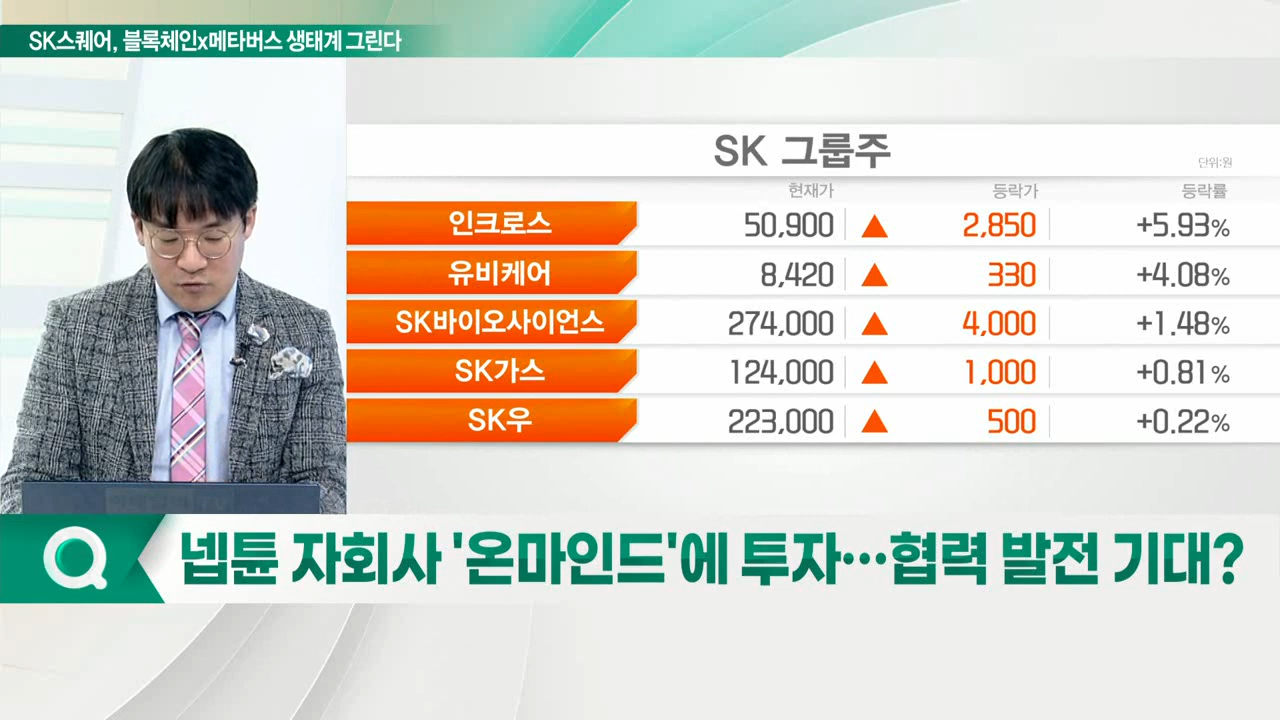 SK스퀘어, 블록체인x메타버스 생태계 그린다
SK 그룹주
단위:원
현재가 등락가 등락률
인크로스 50,900 ▲ 2,850 +5.93%
유비케어 8,420 ▲ 330 +4.08%
SK바이오사이언스 274,000 ▲ 4,000 +1.48%
SK가스 124,000 ▲ 1,000 +0.81%
SK우 223,000 ▲ 500 +0.22%
Q 넵튠 자회사 '온마인드'에 투자…협력 발전 기대?